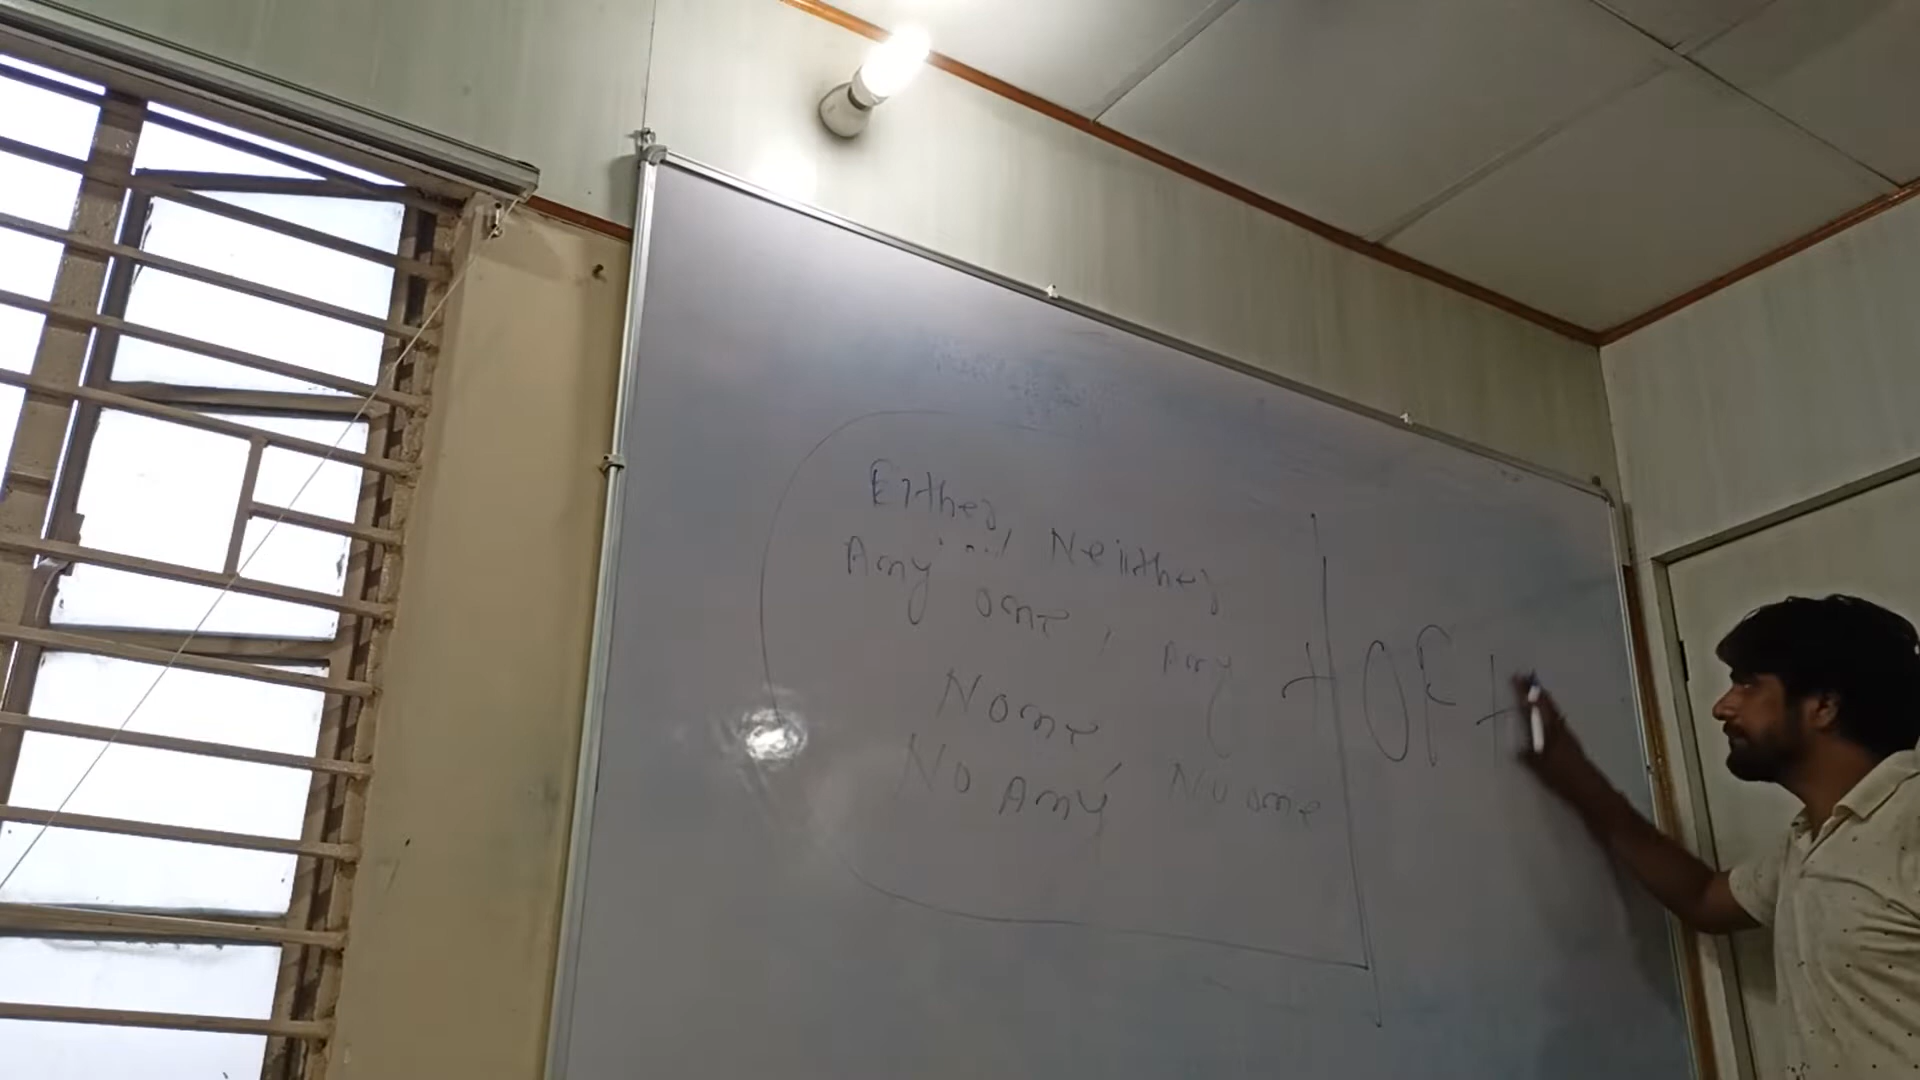 Either, Neither
Any one, Any
None
No Any No one
+ OF +